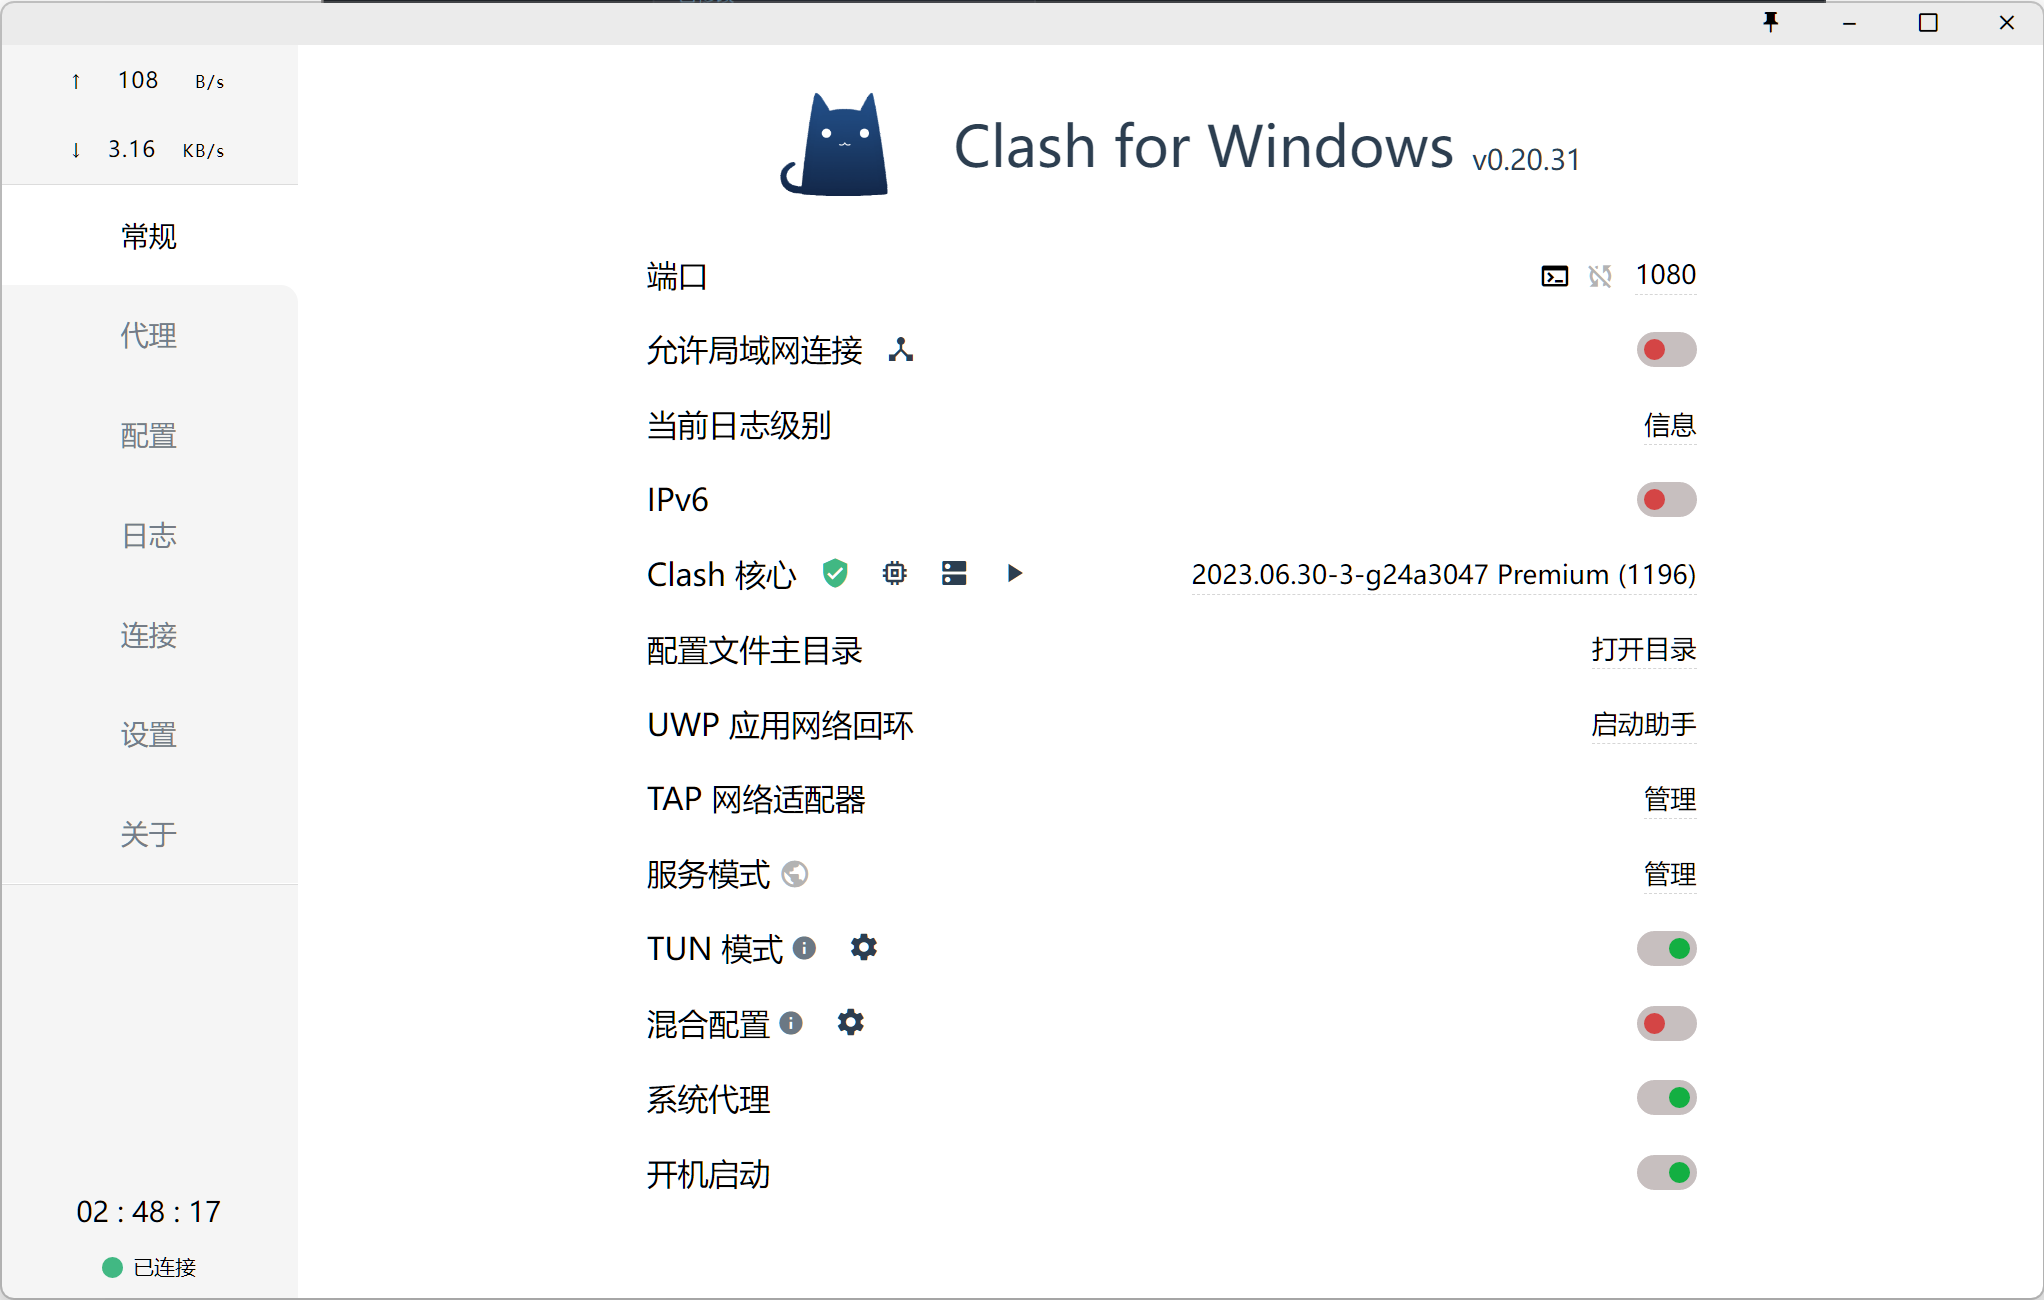 ↑ 108 B/s
↓ 3.16 KB/s
常规
代理
配置
日志
连接
设置
关于
02 : 48 : 17
已连接
Clash for Windows v0.20.31
端口 1080
允许局域网连接
当前日志级别 信息
IPv6
Clash 核心 2023.06.30-3-g24a3047 Premium (1196)
配置文件主目录 打开目录
UWP 应用网络回环 启动助手
TAP 网络适配器 管理
服务模式 管理
TUN 模式
混合配置
系统代理
开机启动